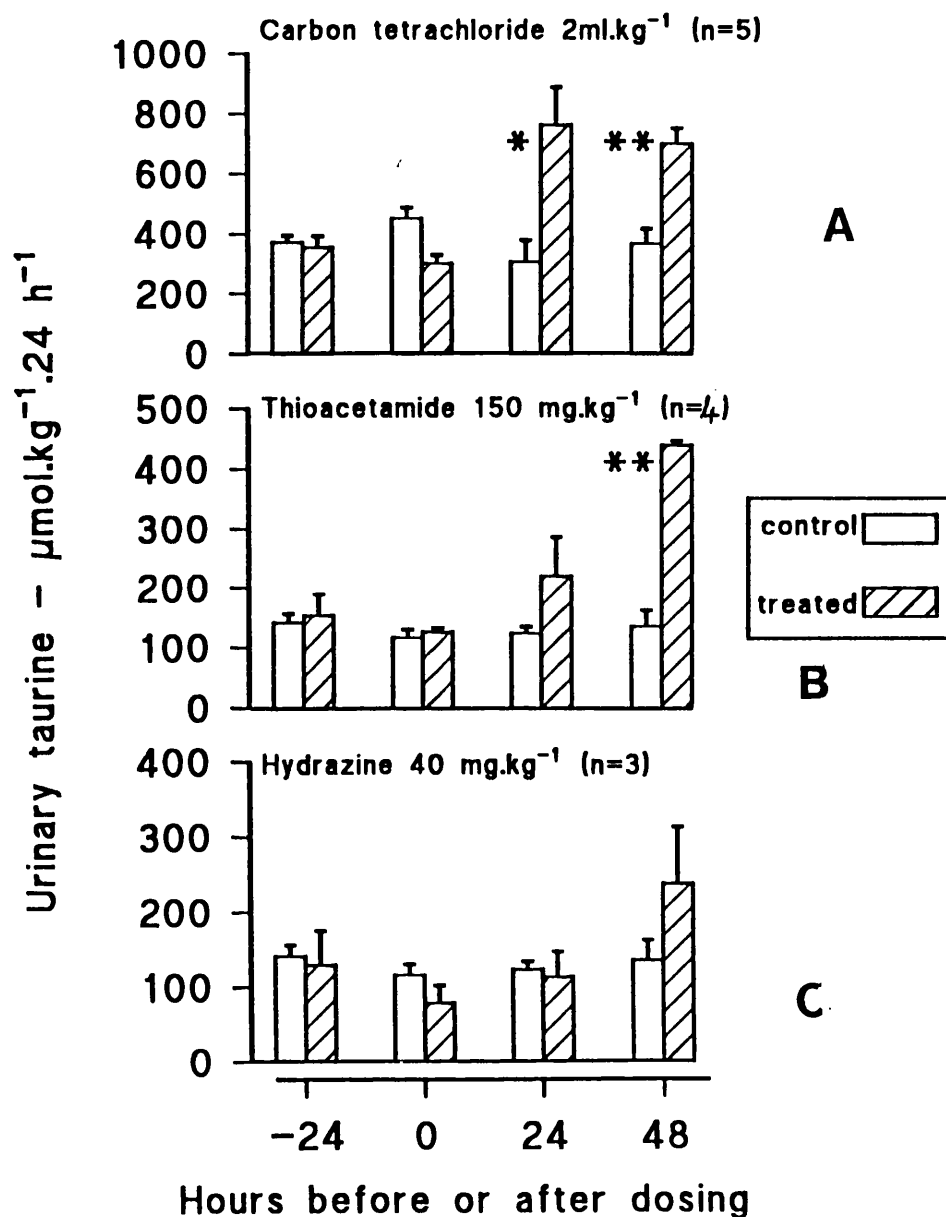 Carbon tetrachloride 2ml.kg⁻¹ (n=5)
1000
800
600
400
200
0
* **
A
Thioacetamide 150 mg.kg⁻¹ (n=4)
500
400
300
200
100
0
**
control
treated
B
Hydrazine 40 mg.kg⁻¹ (n=3)
400
300
200
100
0
C
Urinary taurine – µmol.kg⁻¹.24 h⁻¹
−24 0 24 48
Hours before or after dosing